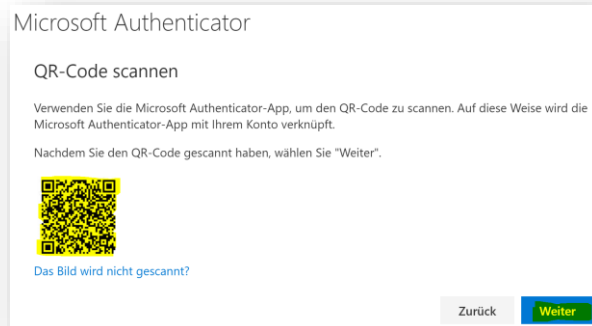 Microsoft Authenticator
QR-Code scannen
Verwenden Sie die Microsoft Authenticator-App, um den QR-Code zu scannen. Auf diese Weise wird die
Microsoft Authenticator-App mit Ihrem Konto verknüpft.
Nachdem Sie den QR-Code gescannt haben, wählen Sie "Weiter".
Das Bild wird nicht gescannt?
Zurück Weiter